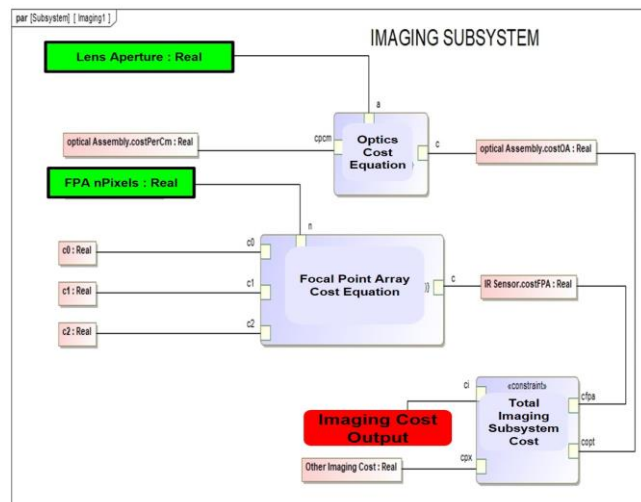 par [Subsystem] [ Imaging1 ]
IMAGING SUBSYSTEM
Lens Aperture : Real
a
optical Assembly.costPerCm : Real
cpcm
Optics
Cost
Equation
c
optical Assembly.costOA : Real
FPA nPixels : Real
n
c0 : Real
c0
c1 : Real
c1
c2 : Real
c2
Focal Point Array
Cost Equation
c
IR Sensor.costFPA : Real
«constraint»
Total
Imaging
Subsystem
Cost
ci
cfpa
copt
cpx
Imaging Cost
Output
Other Imaging Cost : Real